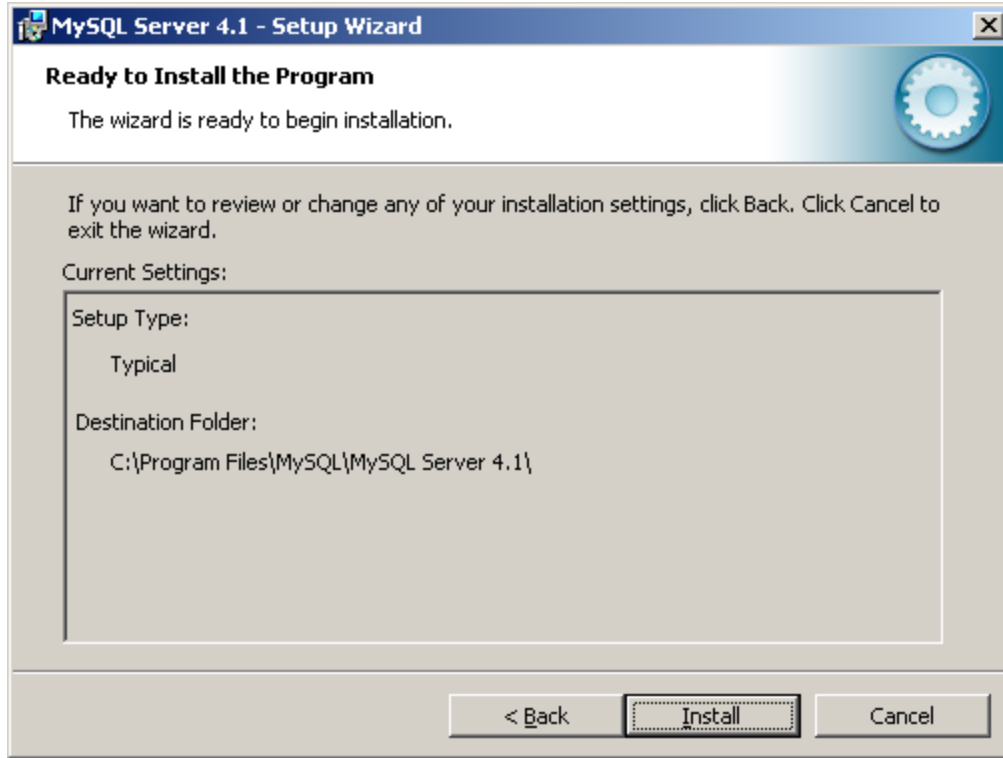 MySQL Server 4.1 - Setup Wizard
Ready to Install the Program
The wizard is ready to begin installation.
If you want to review or change any of your installation settings, click Back. Click Cancel to
exit the wizard.
Current Settings:
Setup Type:
Typical
Destination Folder:
C:\Program Files\MySQL\MySQL Server 4.1\
< Back
Install
Cancel